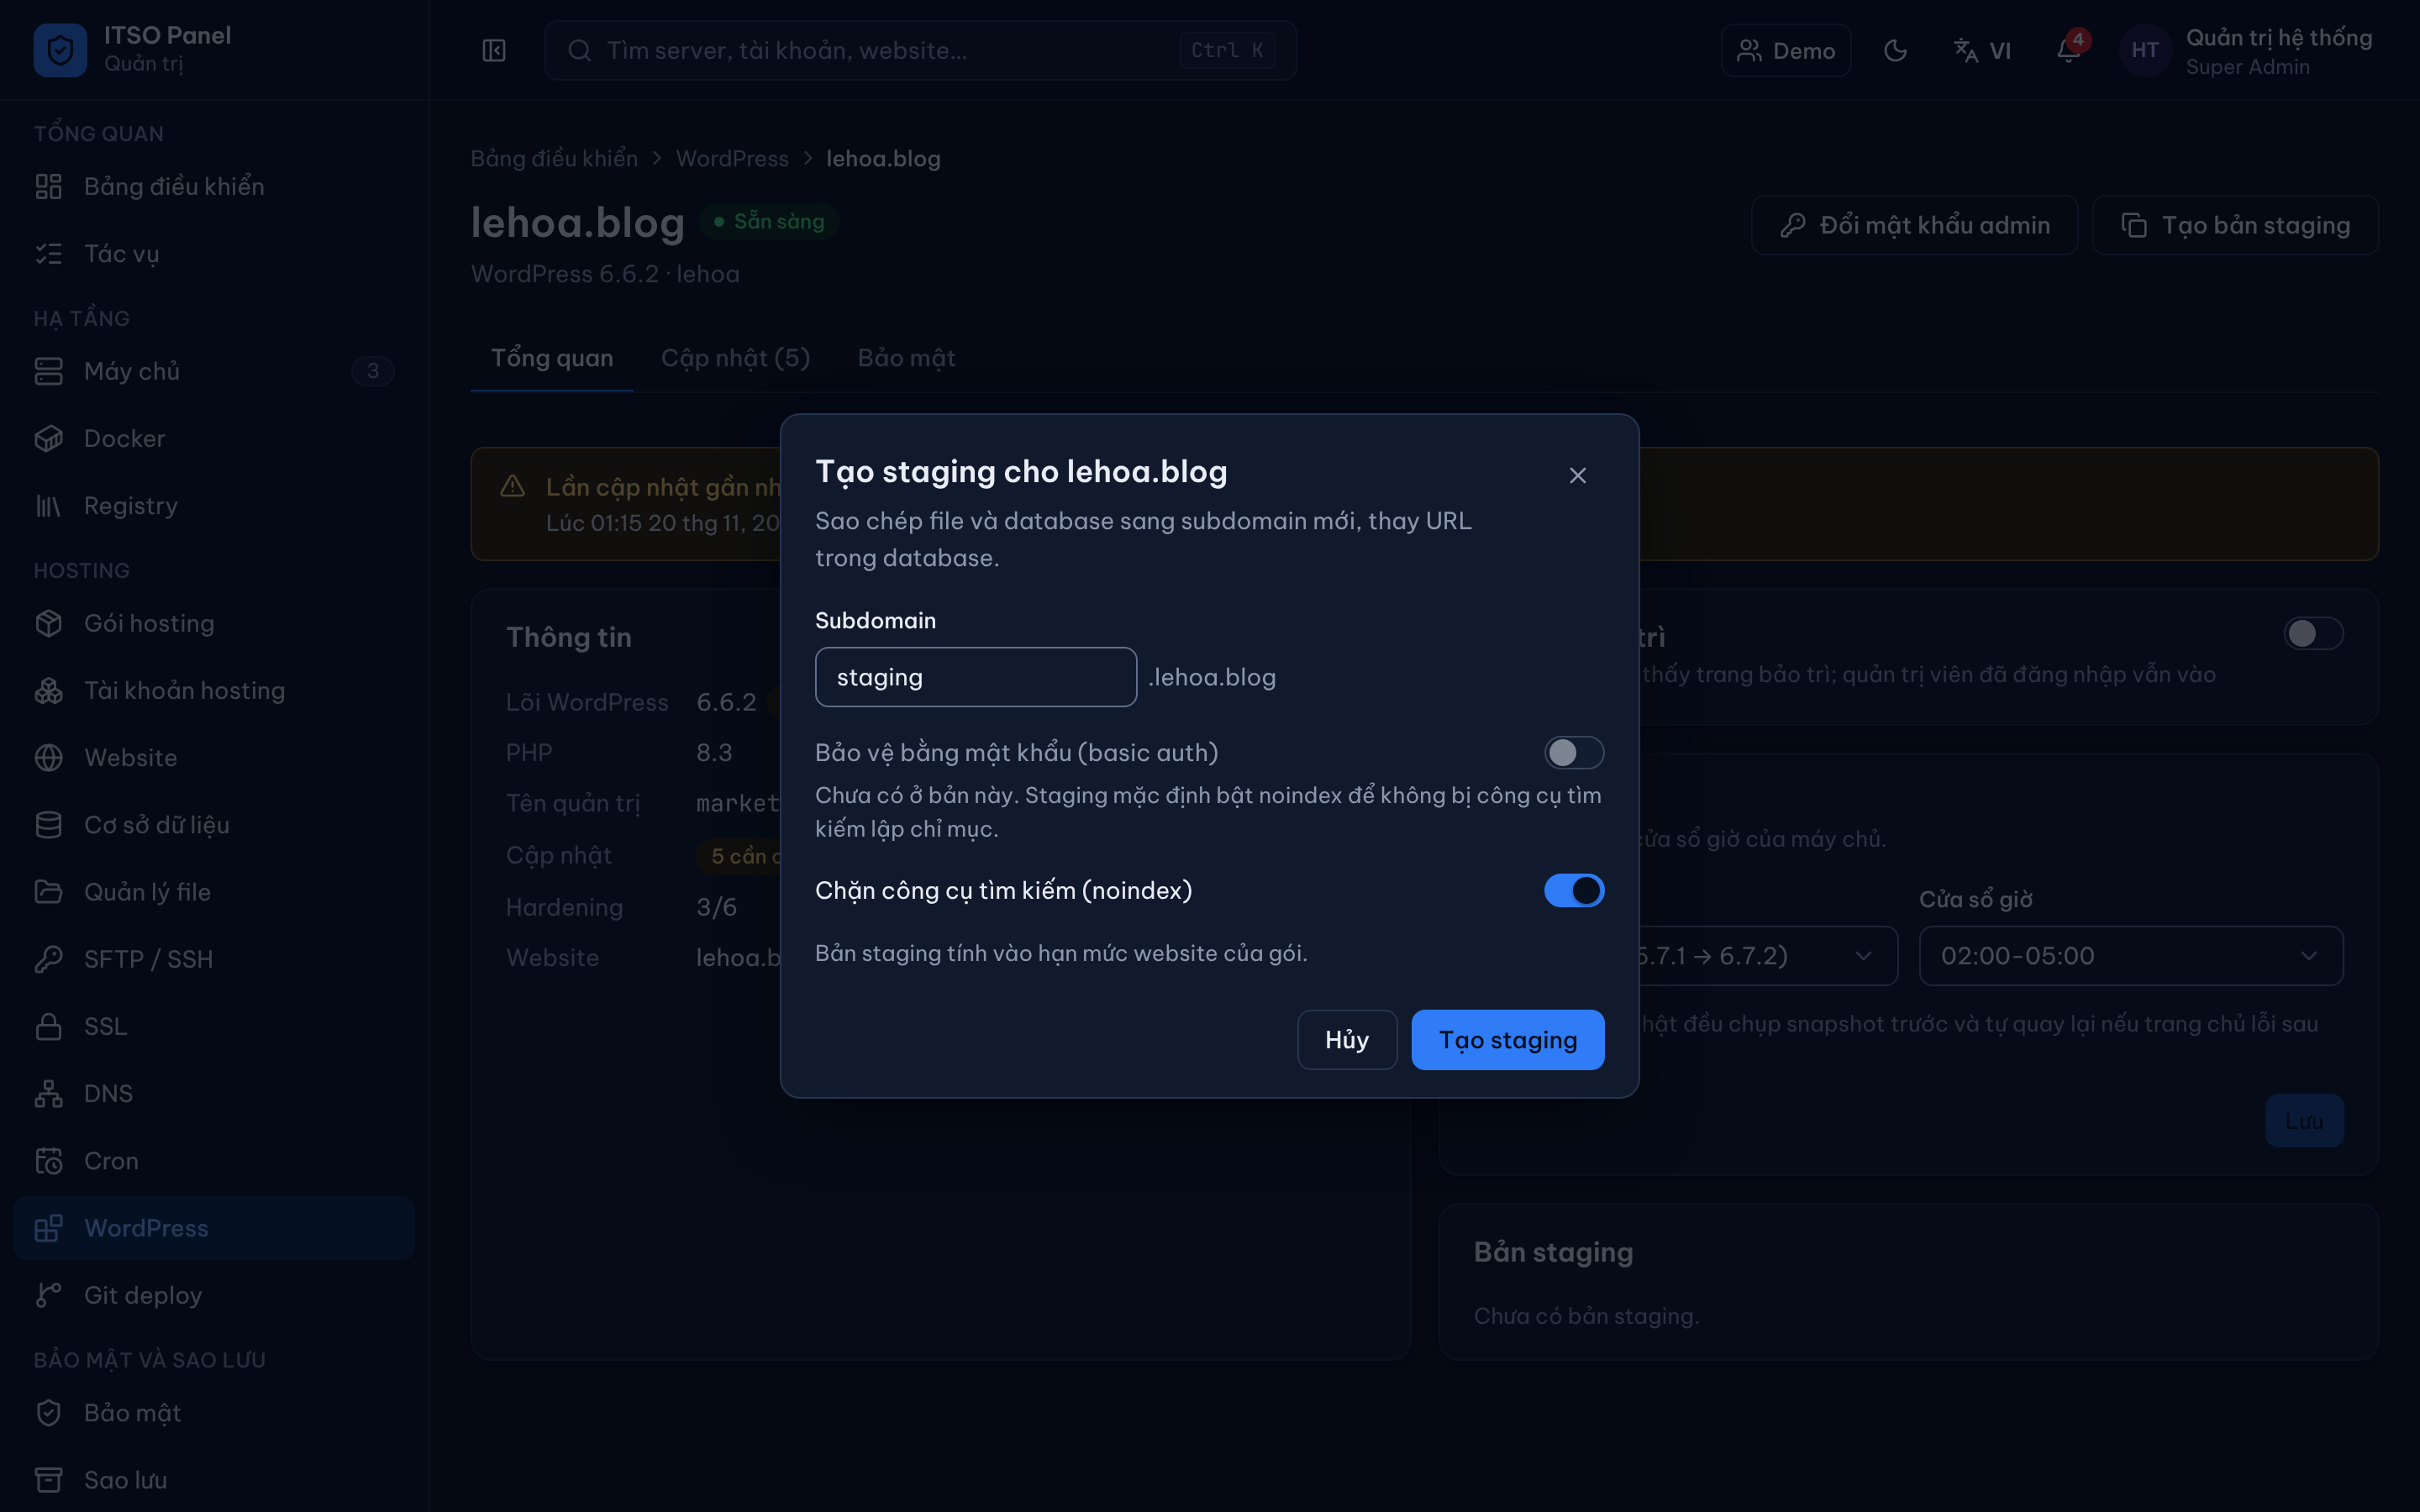 ITSO Panel
Quản trị
Tìm server, tài khoản, website...
Ctrl K
Demo
VI
4
HT
Quản trị hệ thống
Super Admin
TỔNG QUAN
Bảng điều khiển
Tác vụ
HẠ TẦNG
Máy chủ
3
Docker
Registry
HOSTING
Gói hosting
Tài khoản hosting
Website
Cơ sở dữ liệu
Quản lý file
SFTP / SSH
SSL
DNS
Cron
WordPress
Git deploy
BẢO MẬT VÀ SAO LƯU
Bảo mật
Sao lưu
Bảng điều khiển > WordPress > lehoa.blog
lehoa.blog
Sẵn sàng
WordPress 6.6.2 · lehoa
Đổi mật khẩu admin
Tạo bản staging
Tổng quan
Cập nhật (5)
Bảo mật
Lần cập nhật gần nh
Lúc 01:15 20 thg 11, 20
Thông tin
Lõi WordPress 6.6.2
PHP 8.3
Tên quản trị market
Cập nhật 5 cần
Hardening 3/6
Website lehoa.b
Tạo staging cho lehoa.blog
Sao chép file và database sang subdomain mới, thay URL
trong database.
Subdomain
staging .lehoa.blog
Bảo vệ bằng mật khẩu (basic auth)
Chưa có ở bản này. Staging mặc định bật noindex để không bị công cụ tìm
kiếm lập chỉ mục.
Chặn công cụ tìm kiếm (noindex)
Bản staging tính vào hạn mức website của gói.
Hủy
Tạo staging
trì
thấy trang bảo trì; quản trị viên đã đăng nhập vẫn vào
cửa sổ giờ của máy chủ.
Cửa sổ giờ
6.7.1 → 6.7.2)
02:00-05:00
hật đều chụp snapshot trước và tự quay lại nếu trang chủ lỗi sau
Lưu
Bản staging
Chưa có bản staging.